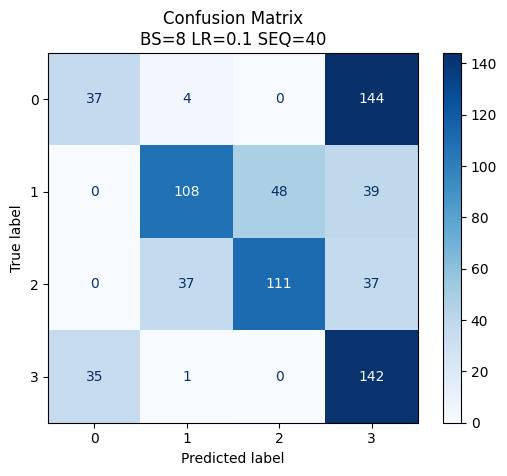 Confusion Matrix
BS=8 LR=0.1 SEQ=40
140
0 37 4 0 144
120
100
1 0 108 48 39
80
True label
60
2 0 37 111 37
40
20
3 35 1 0 142
0
0 1 2 3
Predicted label